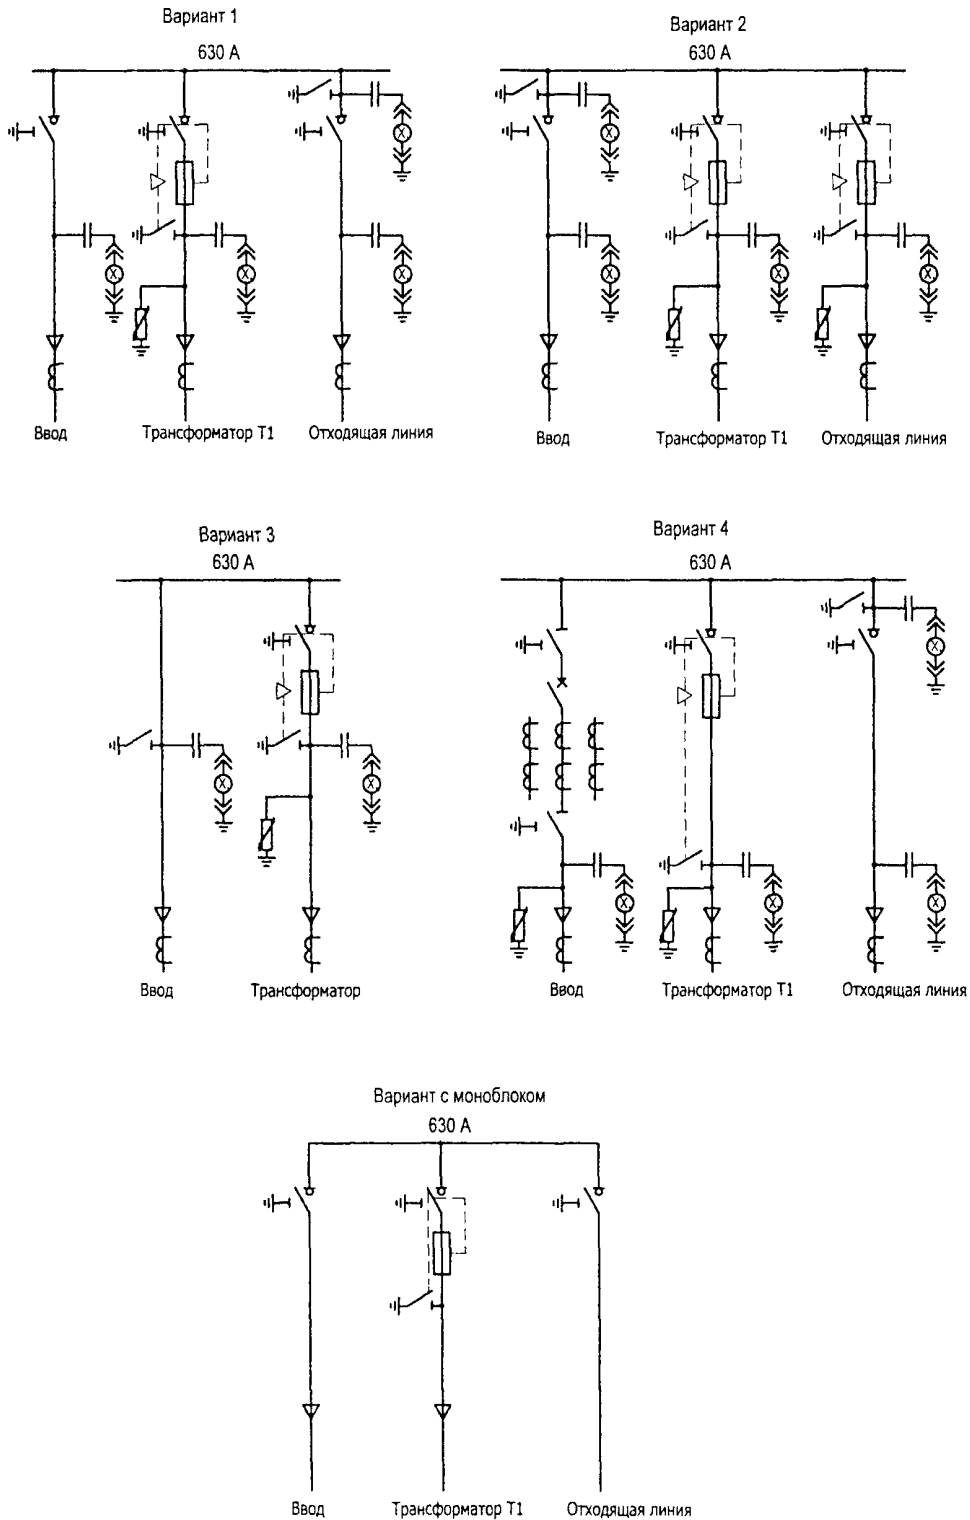 Вариант 1
630 А
Ввод
Трансформатор Т1
Отходящая линия
Вариант 2
630 А
Ввод
Трансформатор Т1
Отходящая линия
Вариант 3
630 А
Ввод
Трансформатор
Вариант 4
630 А
Ввод
Трансформатор Т1
Отходящая линия
Вариант с моноблоком
630 А
Ввод
Трансформатор Т1
Отходящая линия